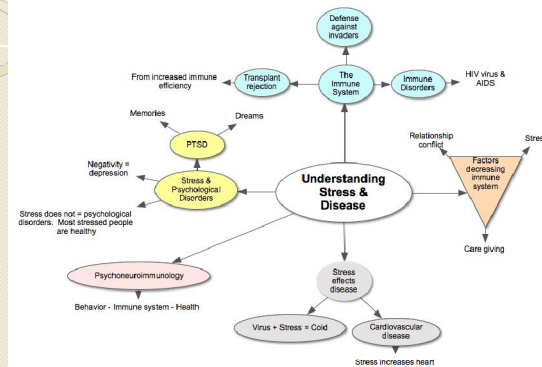 Defense
against
invaders
From increased immune
efficiency
Transplant
rejection
The
Immune
System
Immune
Disorders
HIV virus &
AIDS
Memories
Dreams
PTSD
Relationship
conflict
Factors
decreasing
immune
system
Care giving
Negativity =
depression
Stress &
Psychological
Disorders
Stress does not = psychological
disorders.  Most stressed people
are healthy
Understanding
Stress &
Disease
Psychoneuroimmunology
Behavior - Immune system - Health
Stress
effects
disease
Virus + Stress = Cold
Cardiovascular
disease
Stress increases heart